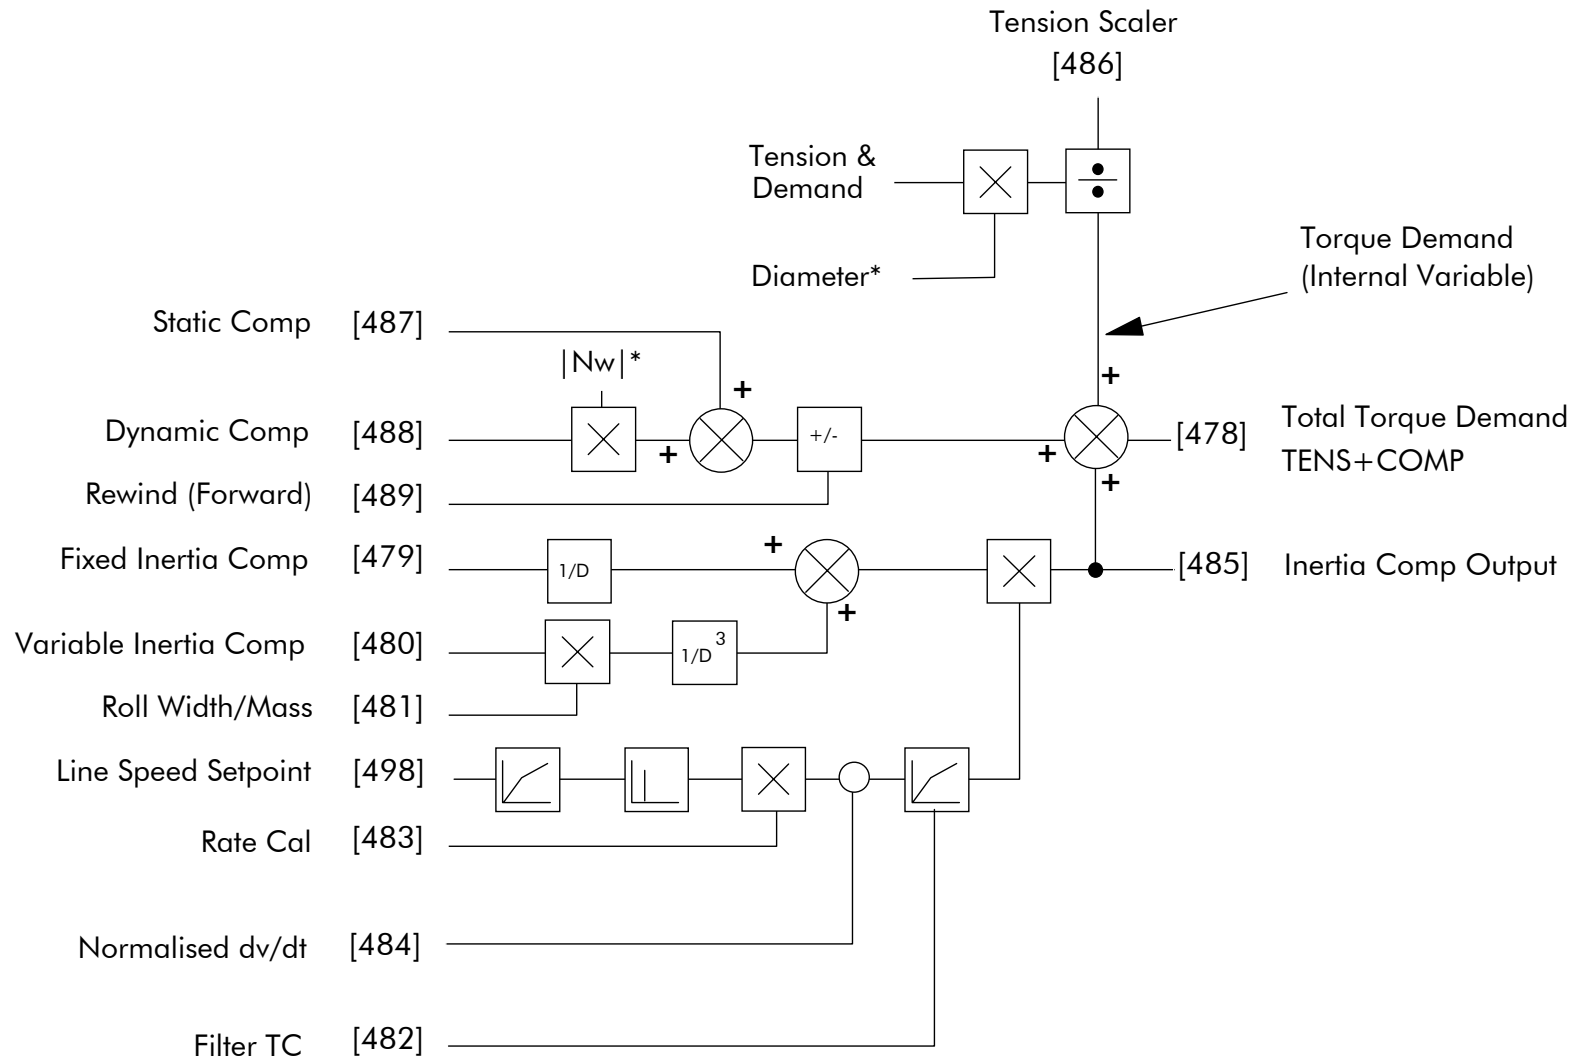 Tension Scaler
[486]
Tension &
Demand
Torque Demand
(Internal Variable)
Diameter*
Static Comp [487]
|Nw|*
+
+
Dynamic Comp [488]
+/-
[478] Total Torque Demand
+
+
TENS+COMP
+
Rewind (Forward) [489]
+
Fixed Inertia Comp [479]
1/D
[485] Inertia Comp Output
+
Variable Inertia Comp [480]
1/D 3
Roll Width/Mass [481]
Line Speed Setpoint [498]
Rate Cal [483]
Normalised dv/dt [484]
Filter TC [482]